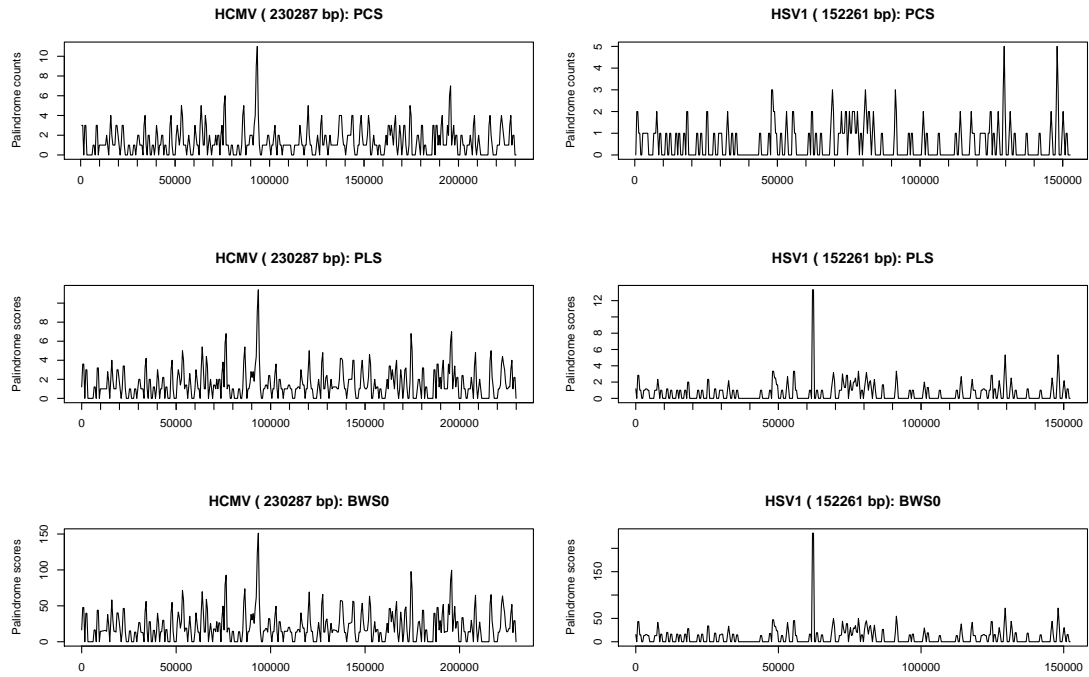 HCMV ( 230287 bp): PCS
Palindrome counts
0 2 4 6 8 10
0 50000 100000 150000 200000
HSV1 ( 152261 bp): PCS
Palindrome counts
0 1 2 3 4 5
0 50000 100000 150000
HCMV ( 230287 bp): PLS
Palindrome scores
0 2 4 6 8
0 50000 100000 150000 200000
HSV1 ( 152261 bp): PLS
Palindrome scores
0 2 4 6 8 12
0 50000 100000 150000
HCMV ( 230287 bp): BWS0
Palindrome scores
0 50 100 150
0 50000 100000 150000 200000
HSV1 ( 152261 bp): BWS0
Palindrome scores
0 50 150
0 50000 100000 150000